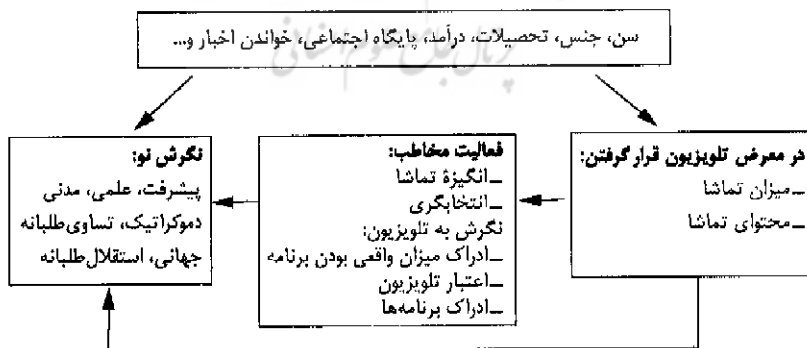 سن، جنس، تحصیلات، درآمد، پایگاه اجتماعی، خواندن اخبار و...
در معرض تلویزیون قرار گرفتن:
ـ میزان تماشا
ـ محتوای تماشا
فعالیت مخاطب:
ـ انگیزهٔ تماشا
ـ انتخابگری
نگرش به تلویزیون:
ـ ادراک میزان واقعی بودن برنامه
ـ اعتبار تلویزیون
ـ ادراک برنامه‌ها
نگرش نو:
پیشرفت، علمی، مدنی
دموکراتیک، تساوی‌طلبانه
جهانی، استقلال‌طلبانه